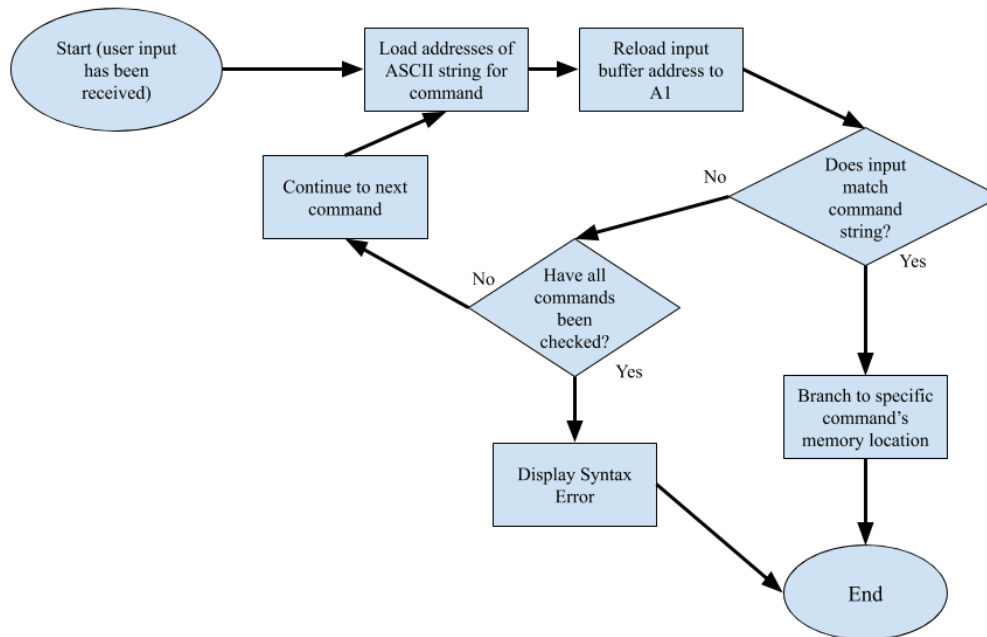 Start (user input
has been
received)
Load addresses of
ASCII string for
command
Reload input
buffer address to
A1
Does input
match
command
string?
No
Yes
Continue to next
command
Have all
commands
been
checked?
No
Yes
Branch to specific
command's
memory location
Display Syntax
Error
End